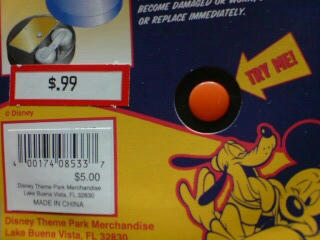 BECOME DAMAGED OR WORN,
OR REPLACE IMMEDIATELY.
TRY ME!
$.99
© Disney
4 00174 08533 7
$5.00
Disney Theme Park Merchandise
Lake Buena Vista, FL 32830
MADE IN CHINA
Disney Theme Park Merchandise
Lake Buena Vista, FL 32830